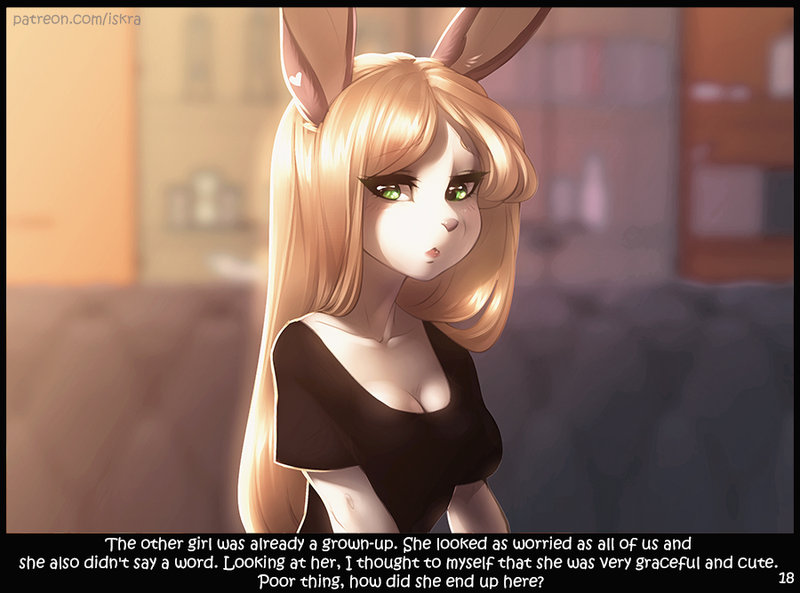 patreon.com/iskra
The other girl was already a grown-up. She looked as worried as all of us and
she also didn't say a word. Looking at her, I thought to myself that she was very graceful and cute.
Poor thing, how did she end up here?
18